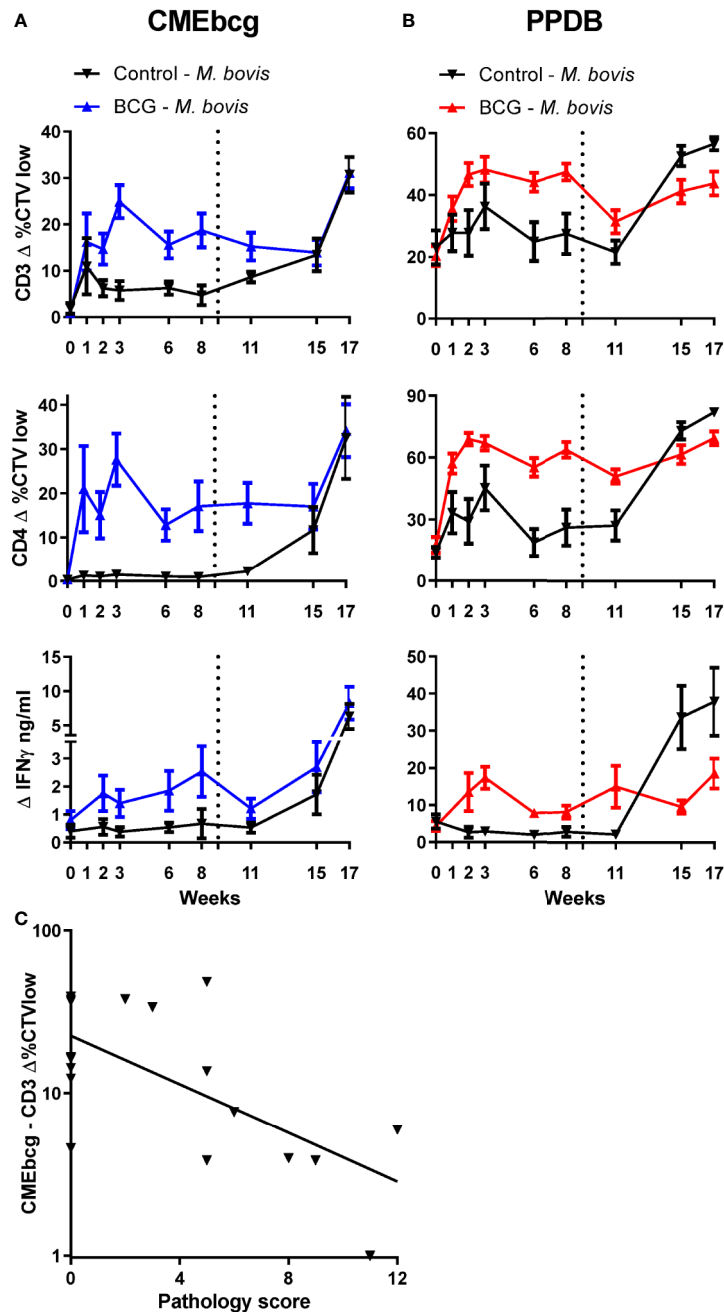 A CMEbcg
Control - M. bovis
BCG - M. bovis
CD3 Δ %CTV low
40
30
20
10
0
0 1 2 3 6 8 11 15 17
CD4 Δ %CTV low
40
30
20
10
0
0 1 2 3 6 8 11 15 17
Δ IFNγ ng/ml
15
10
5
3
2
1
0
0 1 2 3 6 8 11 15 17
Weeks
B PPDB
Control - M. bovis
BCG - M. bovis
60
40
20
0
0 1 2 3 6 8 11 15 17
90
60
30
0
0 1 2 3 6 8 11 15 17
50
40
30
20
10
0
0 1 2 3 6 8 11 15 17
Weeks
C
CMEbcg - CD3 Δ%CTVlow
100
10
1
0 4 8 12
Pathology score